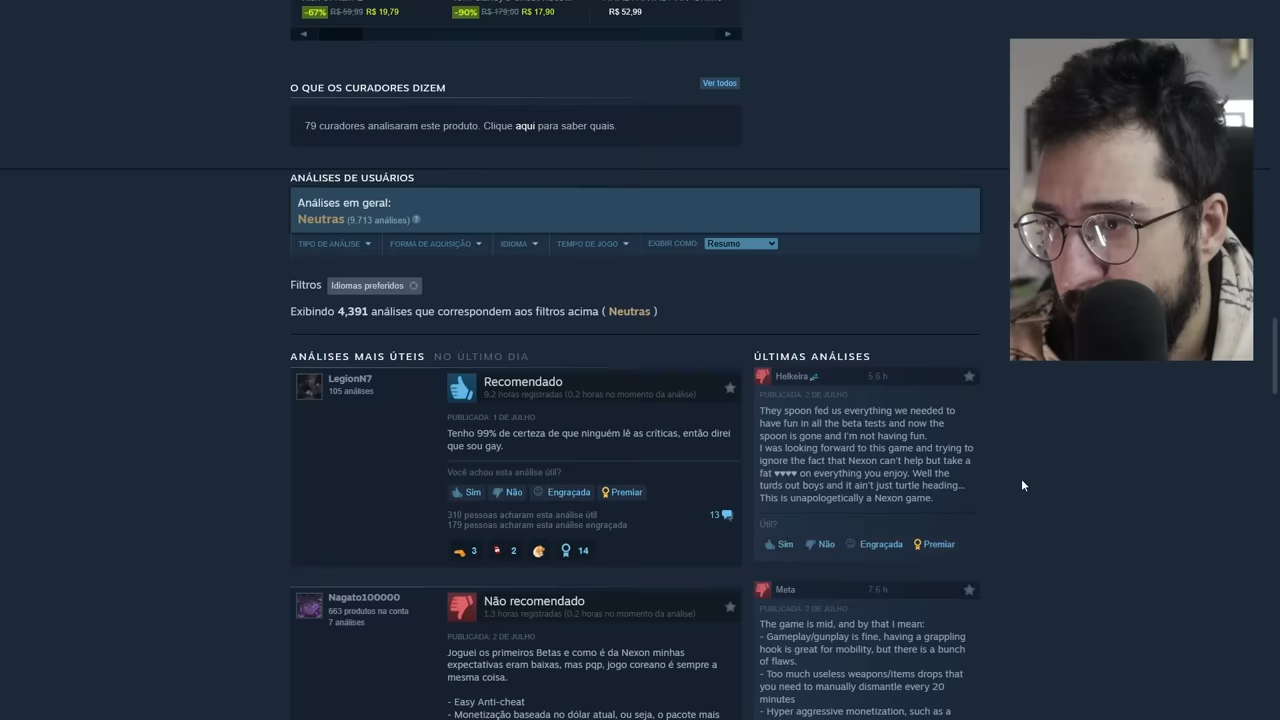 -67% R$ 59,99 R$ 19,79
-90% R$ 179,00 R$ 17,90
R$ 52,99
O QUE OS CURADORES DIZEM
Ver todos
79 curadores analisaram este produto. Clique aqui para saber quais.
ANÁLISES DE USUÁRIOS
Análises em geral:
Neutras (9,713 análises)
TIPO DE ANÁLISE FORMA DE AQUISIÇÃO IDIOMA TEMPO DE JOGO EXIBIR COMO: Resumo
Filtros Idiomas preferidos
Exibindo 4,391 análises que correspondem aos filtros acima ( Neutras )
ANÁLISES MAIS ÚTEIS NO ÚLTIMO DIA
LegionN7
105 análises
Recomendado
9.2 horas registradas (0.2 horas no momento da análise)
PUBLICADA: 1 DE JULHO
Tenho 99% de certeza de que ninguém lê as críticas, então direi
que sou gay.
Você achou esta análise útil?
Sim Não Engraçada Premiar
310 pessoas acharam esta análise útil
179 pessoas acharam esta análise engraçada
13
3 2 14
Nagato100000
663 produtos na conta
7 análises
Não recomendado
1.3 horas registradas (0.2 horas no momento da análise)
PUBLICADA: 2 DE JULHO
Joguei os primeiros Betas e como é da Nexon minhas
expectativas eram baixas, mas pqp, jogo coreano é sempre a
mesma coisa.
- Easy Anti-cheat
- Monetização baseada no dólar atual, ou seja, o pacote mais
ÚLTIMAS ANÁLISES
Helkeira 5.6 h
PUBLICADA: 2 DE JULHO
They spoon fed us everything we needed to
have fun in all the beta tests and now the
spoon is gone and I'm not having fun.
I was looking forward to this game and trying to
ignore the fact that Nexon can't help but take a
fat ♥♥♥♥ on everything you enjoy. Well the
turds out boys and it ain't just turtle heading...
This is unapologetically a Nexon game.
Útil?
Sim Não Engraçada Premiar
Meta 7.6 h
PUBLICADA: 2 DE JULHO
The game is mid, and by that I mean:
- Gameplay/gunplay is fine, having a grappling
hook is great for mobility, but there is a bunch
of flaws.
- Too much useless weapons/items drops that
you need to manually dismantle every 20
minutes
- Hyper aggressive monetization, such as a